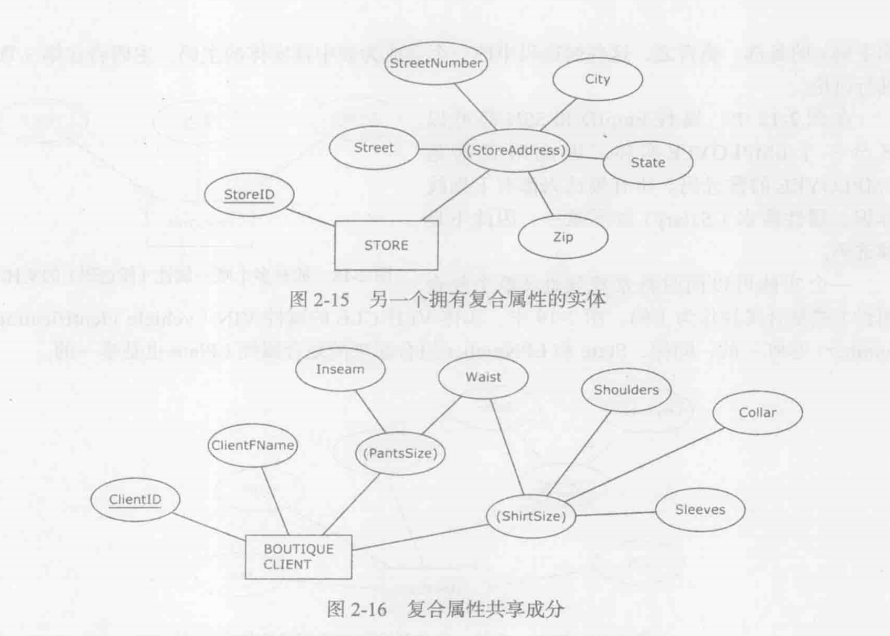 StreetNumber
City
Street
(StoreAddress)
State
StoreID
Zip
STORE
图 2-15 另一个拥有复合属性的实体
Inseam
Waist
Shoulders
Collar
ClientFName
(PantsSize)
ClientID
(ShirtSize)
Sleeves
BOUTIQUE
CLIENT
图 2-16 复合属性共享成分